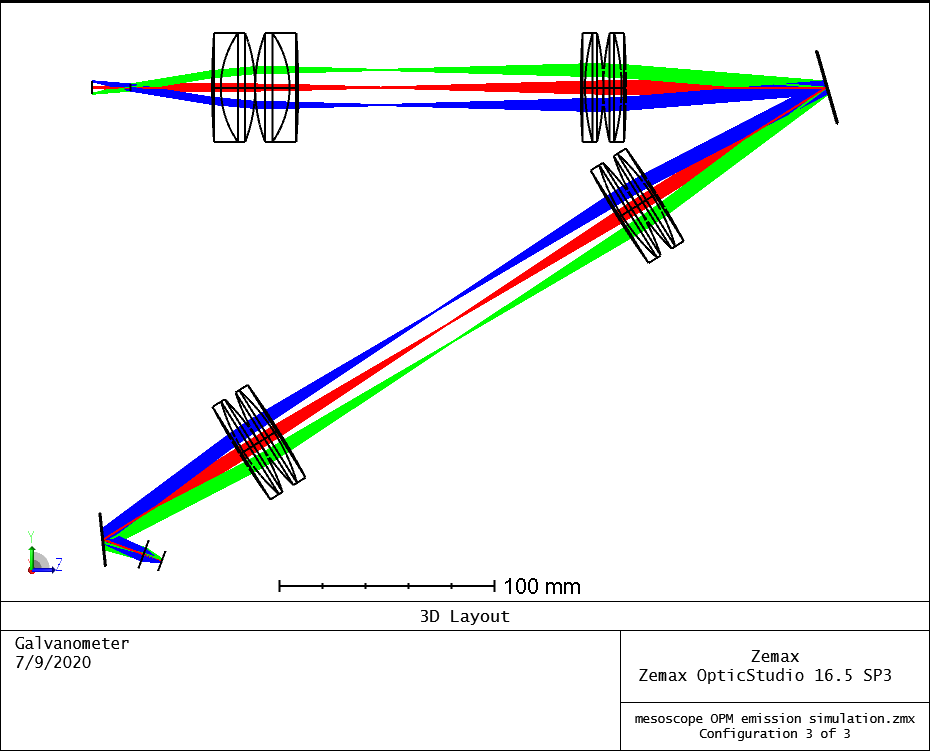 Y
Z
100 mm
3D Layout
Galvanometer
7/9/2020
Zemax
Zemax OpticStudio 16.5 SP3
mesoscope OPM emission simulation.zmx
Configuration 3 of 3